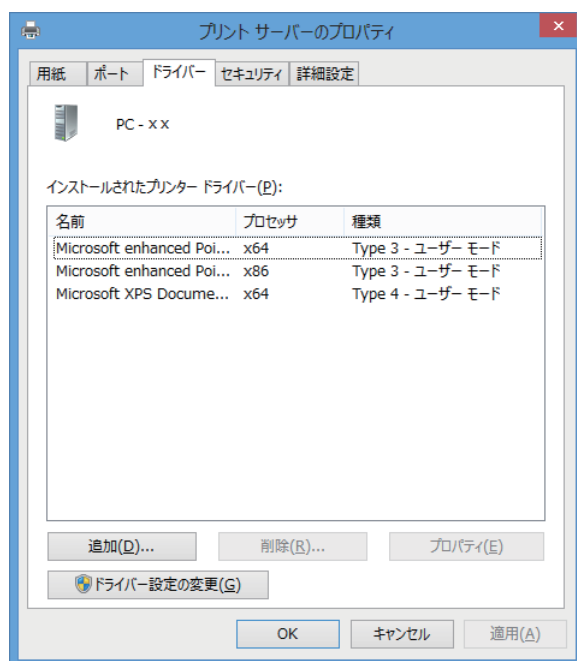 プリント サーバーのプロパティ
用紙 ポート ドライバー セキュリティ 詳細設定
PC - x x
インストールされたプリンター ドライバー(P):
名前 プロセッサ 種類
Microsoft enhanced Poi... x64 Type 3 - ユーザー モード
Microsoft enhanced Poi... x86 Type 3 - ユーザー モード
Microsoft XPS Docume... x64 Type 4 - ユーザー モード
追加(D)... 削除(R)... プロパティ(E)
ドライバー設定の変更(G)
OK キャンセル 適用(A)